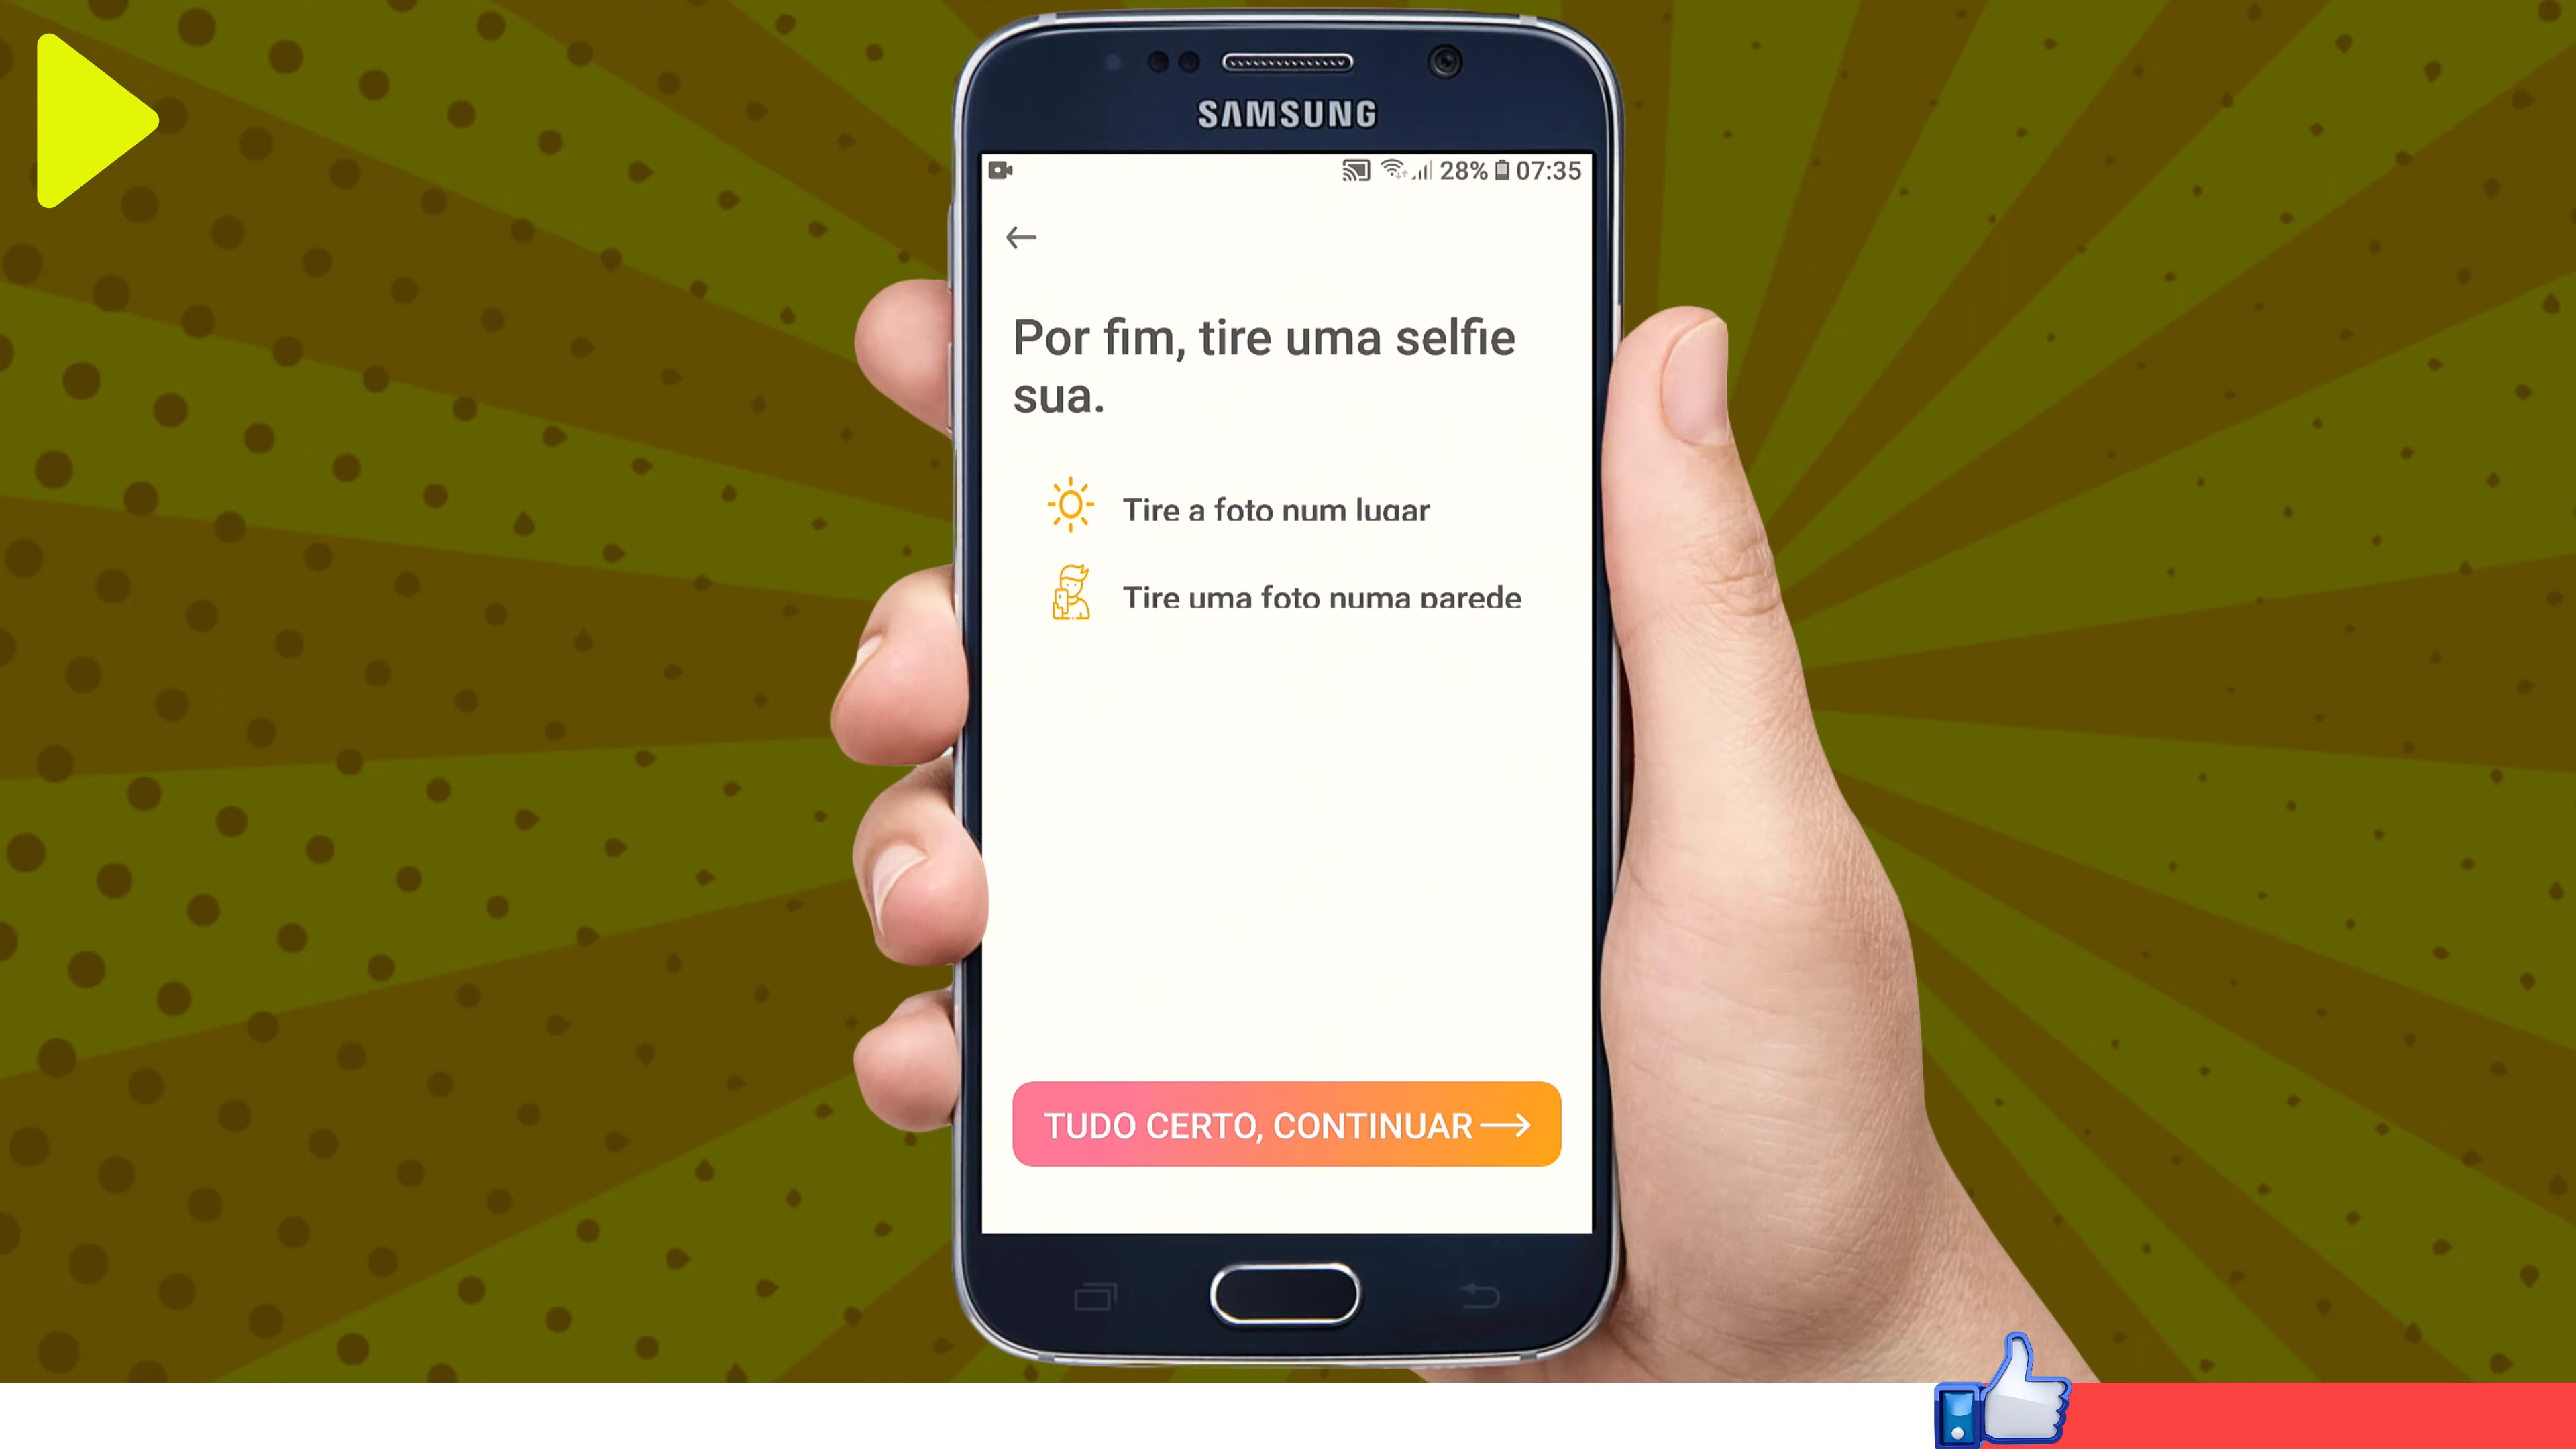 SAMSUNG
28% 07:35
Por fim, tire uma selfie
sua.
Tire a foto num lugar
Tire uma foto numa parede
TUDO CERTO, CONTINUAR